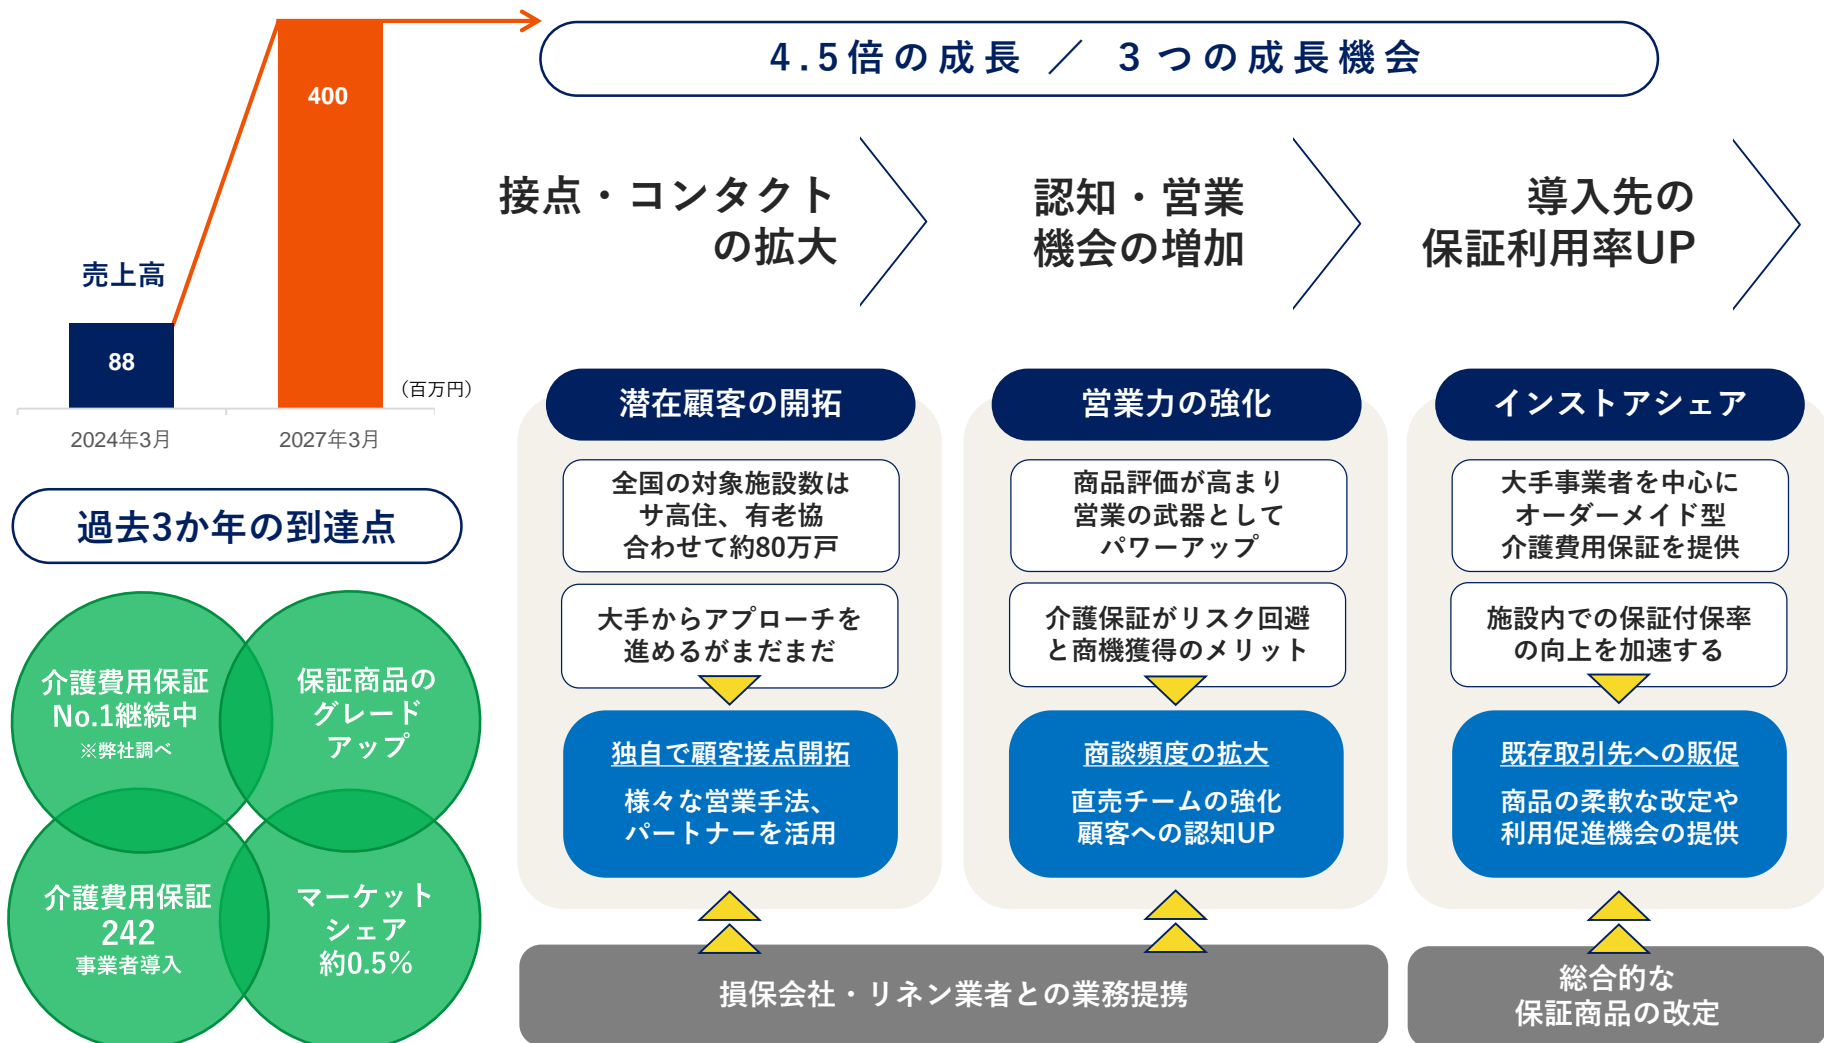 4.5倍の成長 ／ 3つの成長機会
400
売上高
88
（百万円）
2024年3月
2027年3月
過去3か年の到達点
介護費用保証
No.1継続中
※弊社調べ
保証商品の
グレード
アップ
介護費用保証
242
事業者導入
マーケット
シェア
約0.5%
接点・コンタクト
の拡大
認知・営業
機会の増加
導入先の
保証利用率UP
潜在顧客の開拓
全国の対象施設数は
サ高住、有老協
合わせて約80万戸
大手からアプローチを
進めるがまだまだ
独自で顧客接点開拓
様々な営業手法、
パートナーを活用
営業力の強化
商品評価が高まり
営業の武器として
パワーアップ
介護保証がリスク回避
と商機獲得のメリット
商談頻度の拡大
直売チームの強化
顧客への認知UP
インストアシェア
大手事業者を中心に
オーダーメイド型
介護費用保証を提供
施設内での保証付保率
の向上を加速する
既存取引先への販促
商品の柔軟な改定や
利用促進機会の提供
損保会社・リネン業者との業務提携
総合的な
保証商品の改定